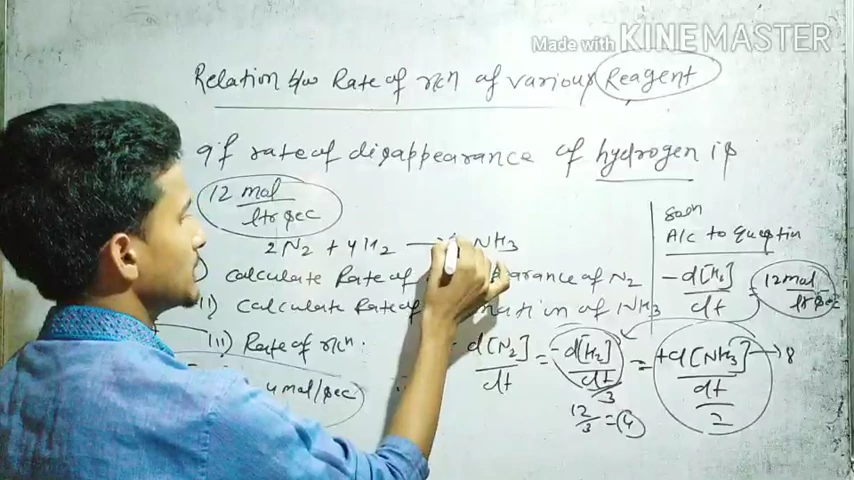 Made with KINEMASTER
Relation b/w Rate of rxn of various Reagent
If rate of disappearance of hydrogen is
12 mol
ltr sec
2N2 + 4H2 → NH3
Calculate Rate of arance of N2
ii) Calculate Rate of mation of NH3
iii) Rate of rxn.
4 mol/sec
Soln
A/c to Question
-d[H2] = 12 mol
dt ltr sec
d[N2] = -d[H2] = +d[NH3] → 8
dt dt dt
3 2
12 = 4
3